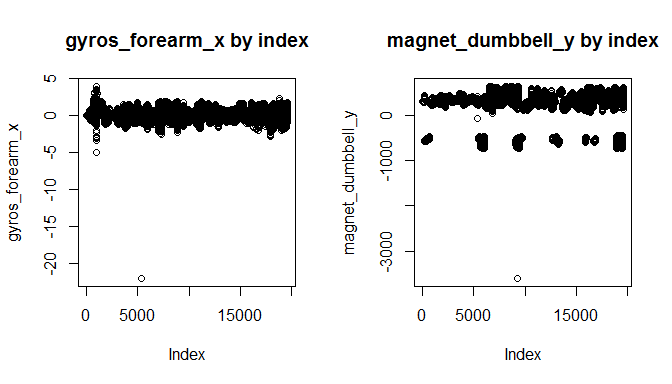 gyros_forearm_x by index
gyros_forearm_x
5
0
-5
-10
-15
-20
0
5000
15000
Index
magnet_dumbbell_y by index
magnet_dumbbell_y
0
-1000
-3000
0
5000
15000
Index